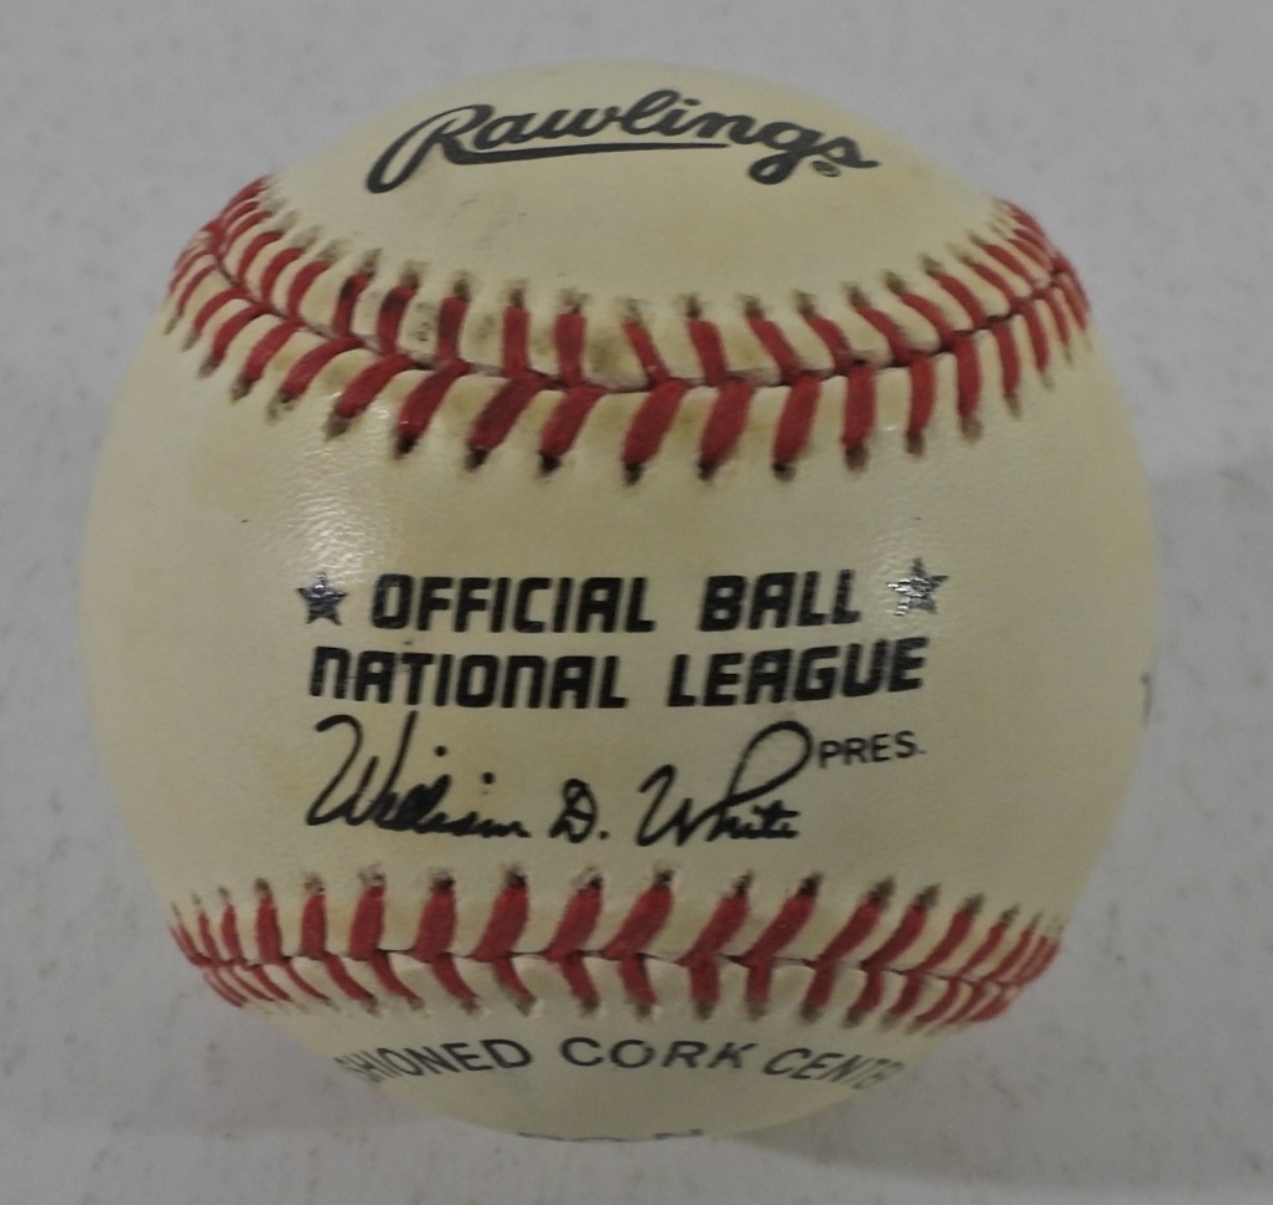 Rawlings
OFFICIAL BALL
NATIONAL LEAGUE
William D. White PRES.
CORK